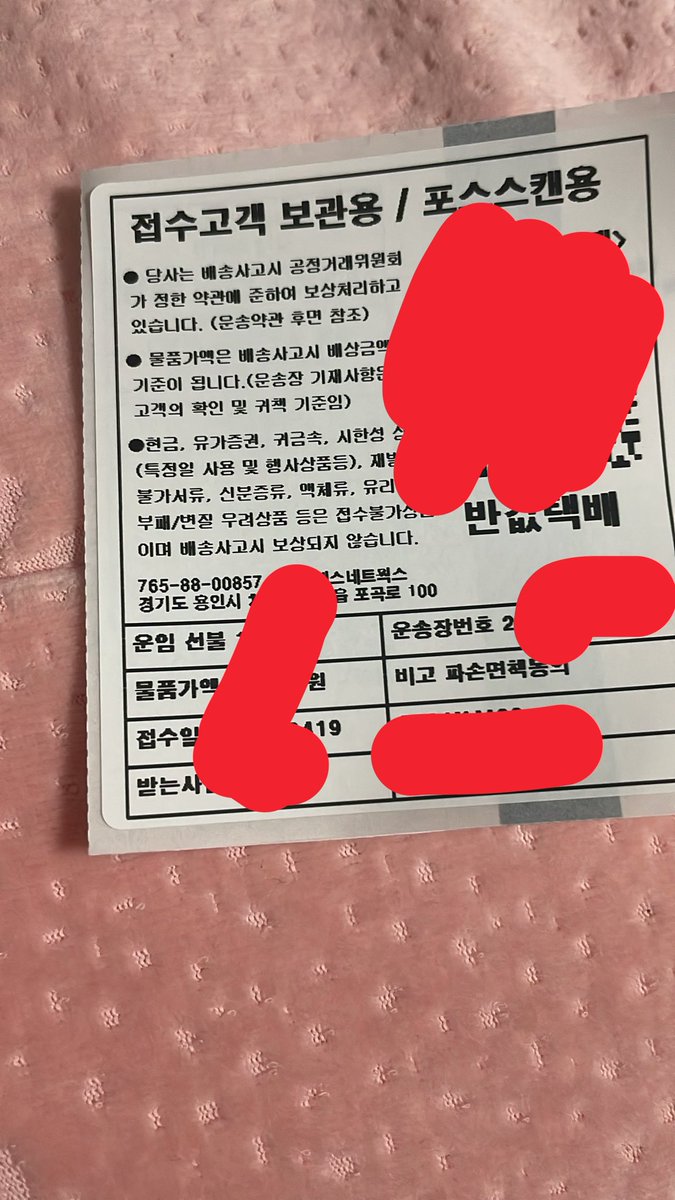 접수고객 보관용 / 포스스캔용
● 당사는 배송사고시 공정거래위원회
가 정한 약관에 준하여 보상처리하고
있습니다. (운송약관 후면 참조)
● 물품가액은 배송사고시 배상금액
기준이 됩니다.(운송장 기재사항은
고객의 확인 및 귀책 기준임)
●현금, 유가증권, 귀금속, 시한성
(특정일 사용 및 행사상품등),
불가서류, 신분증류, 액체류, 유리
부패/변질 우려상품 등은 접수불가상품
이며 배송사고시 보상되지 않습니다.
반값택배
765-88-00857 스네트웍스
경기도 용인시 읍 포곡로 100
운임 선불
운송장번호 2
물품가액 원
비고 파손면책동의
접수일 419
받는사